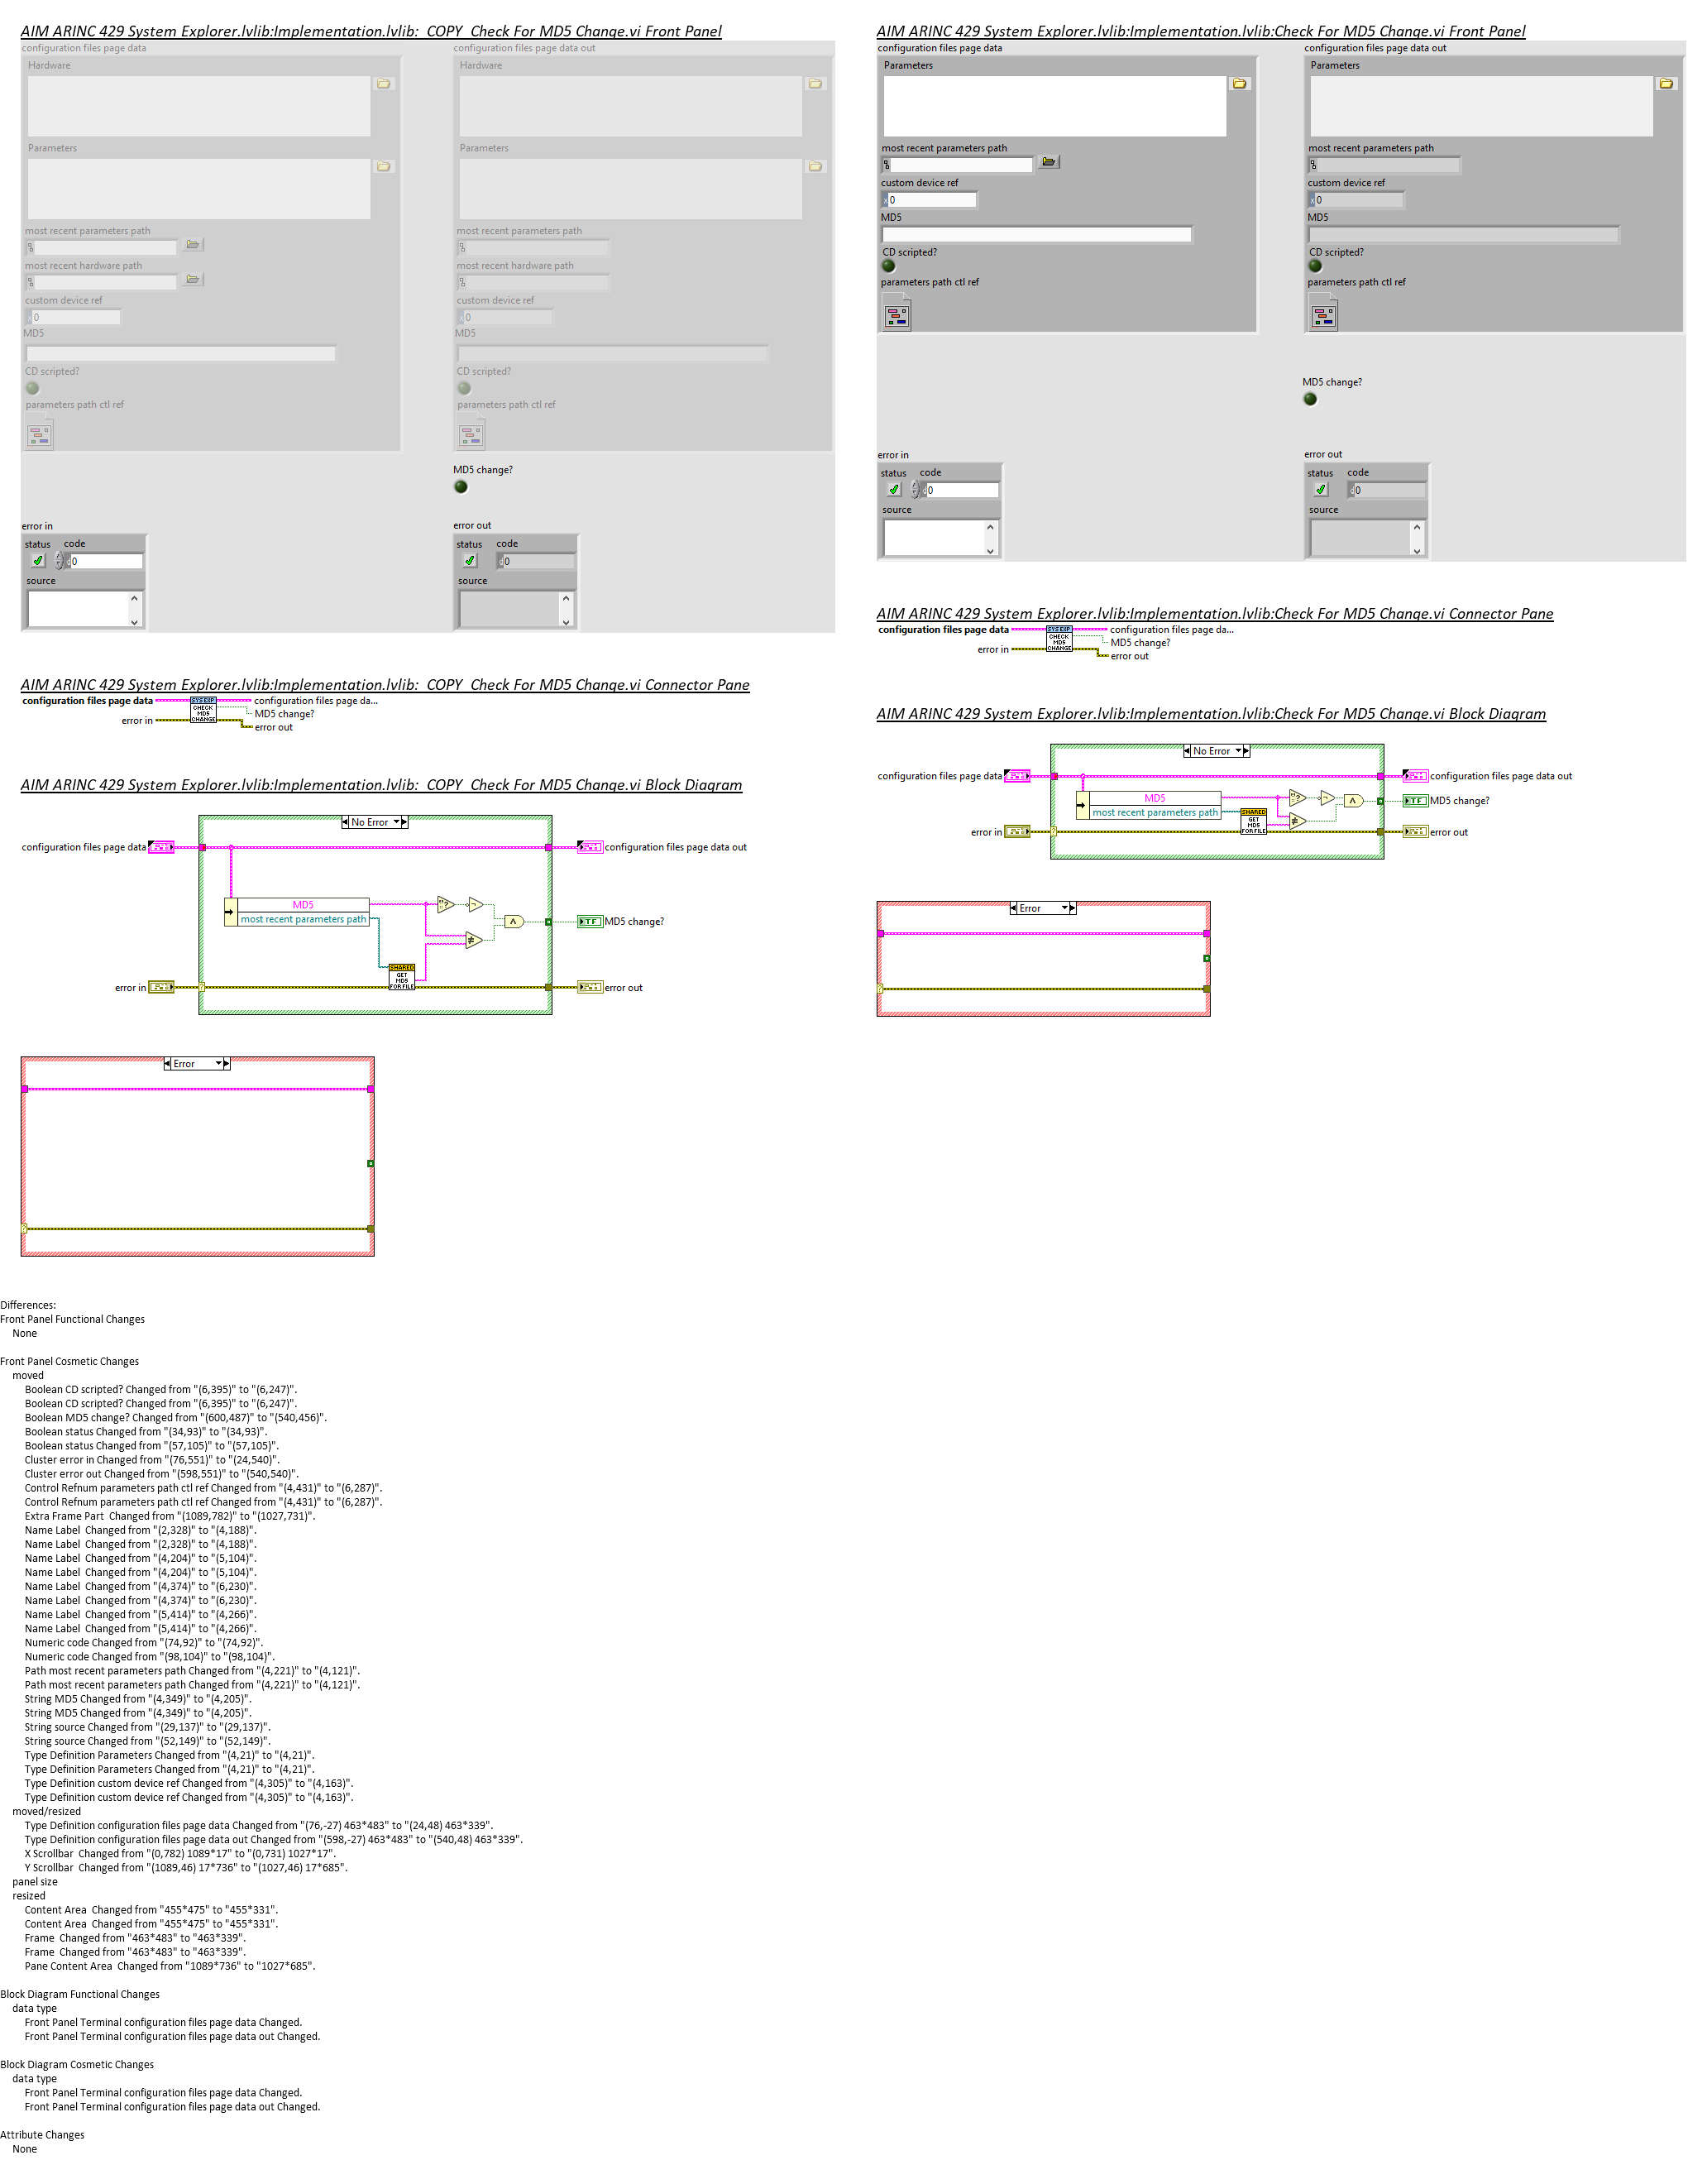 AIM ARINC 429 System Explorer.lvlib:Implementation.lvlib:_COPY_Check For MD5 Change.vi Front Panel
configuration files page data
configuration files page data out
Hardware
Hardware
Parameters
Parameters
most recent parameters path
most recent parameters path
most recent hardware path
most recent hardware path
custom device ref
custom device ref
x 0
x 0
MD5
MD5
CD scripted?
CD scripted?
parameters path ctl ref
parameters path ctl ref
MD5 change?
error in
error out
status code
status code
d 0
d 0
source
source
AIM ARINC 429 System Explorer.lvlib:Implementation.lvlib:_COPY_Check For MD5 Change.vi Connector Pane
configuration files page data
SYS EXP
CHECK
MD5
CHANGE
configuration files page da...
MD5 change?
error in
error out
AIM ARINC 429 System Explorer.lvlib:Implementation.lvlib:_COPY_Check For MD5 Change.vi Block Diagram
No Error
configuration files page data
configuration files page data out
MD5
most recent parameters path
TF
MD5 change?
SHARED
GET
MD5
FOR FILE
error in
error out
Error
AIM ARINC 429 System Explorer.lvlib:Implementation.lvlib:Check For MD5 Change.vi Front Panel
configuration files page data
configuration files page data out
Parameters
Parameters
most recent parameters path
most recent parameters path
custom device ref
custom device ref
x 0
x 0
MD5
MD5
CD scripted?
CD scripted?
parameters path ctl ref
parameters path ctl ref
MD5 change?
error in
error out
status code
status code
d 0
d 0
source
source
AIM ARINC 429 System Explorer.lvlib:Implementation.lvlib:Check For MD5 Change.vi Connector Pane
configuration files page data
SYS EXP
CHECK
MD5
CHANGE
configuration files page da...
MD5 change?
error in
error out
AIM ARINC 429 System Explorer.lvlib:Implementation.lvlib:Check For MD5 Change.vi Block Diagram
No Error
configuration files page data
configuration files page data out
MD5
most recent parameters path
TF
MD5 change?
SHARED
GET
MD5
FOR FILE
error in
error out
Error
Differences:
Front Panel Functional Changes
None
Front Panel Cosmetic Changes
moved
Boolean CD scripted? Changed from "(6,395)" to "(6,247)".
Boolean CD scripted? Changed from "(6,395)" to "(6,247)".
Boolean MD5 change? Changed from "(600,487)" to "(540,456)".
Boolean status Changed from "(34,93)" to "(34,93)".
Boolean status Changed from "(57,105)" to "(57,105)".
Cluster error in Changed from "(76,551)" to "(24,540)".
Cluster error out Changed from "(598,551)" to "(540,540)".
Control Refnum parameters path ctl ref Changed from "(4,431)" to "(6,287)".
Control Refnum parameters path ctl ref Changed from "(4,431)" to "(6,287)".
Extra Frame Part  Changed from "(1089,782)" to "(1027,731)".
Name Label  Changed from "(2,328)" to "(4,188)".
Name Label  Changed from "(2,328)" to "(4,188)".
Name Label  Changed from "(4,204)" to "(5,104)".
Name Label  Changed from "(4,204)" to "(5,104)".
Name Label  Changed from "(4,374)" to "(6,230)".
Name Label  Changed from "(4,374)" to "(6,230)".
Name Label  Changed from "(5,414)" to "(4,266)".
Name Label  Changed from "(5,414)" to "(4,266)".
Numeric code Changed from "(74,92)" to "(74,92)".
Numeric code Changed from "(98,104)" to "(98,104)".
Path most recent parameters path Changed from "(4,221)" to "(4,121)".
Path most recent parameters path Changed from "(4,221)" to "(4,121)".
String MD5 Changed from "(4,349)" to "(4,205)".
String MD5 Changed from "(4,349)" to "(4,205)".
String source Changed from "(29,137)" to "(29,137)".
String source Changed from "(52,149)" to "(52,149)".
Type Definition Parameters Changed from "(4,21)" to "(4,21)".
Type Definition Parameters Changed from "(4,21)" to "(4,21)".
Type Definition custom device ref Changed from "(4,305)" to "(4,163)".
Type Definition custom device ref Changed from "(4,305)" to "(4,163)".
moved/resized
Type Definition configuration files page data Changed from "(76,-27) 463*483" to "(24,48) 463*339".
Type Definition configuration files page data out Changed from "(598,-27) 463*483" to "(540,48) 463*339".
X Scrollbar  Changed from "(0,782) 1089*17" to "(0,731) 1027*17".
Y Scrollbar  Changed from "(1089,46) 17*736" to "(1027,46) 17*685".
panel size
resized
Content Area  Changed from "455*475" to "455*331".
Content Area  Changed from "455*475" to "455*331".
Frame  Changed from "463*483" to "463*339".
Frame  Changed from "463*483" to "463*339".
Pane Content Area  Changed from "1089*736" to "1027*685".
Block Diagram Functional Changes
data type
Front Panel Terminal configuration files page data Changed.
Front Panel Terminal configuration files page data out Changed.
Block Diagram Cosmetic Changes
data type
Front Panel Terminal configuration files page data Changed.
Front Panel Terminal configuration files page data out Changed.
Attribute Changes
None